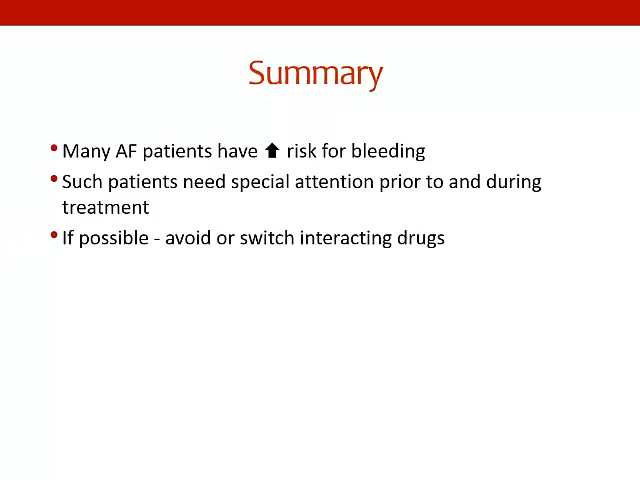 Summary
• Many AF patients have ⬆ risk for bleeding
• Such patients need special attention prior to and during
treatment
• If possible - avoid or switch interacting drugs